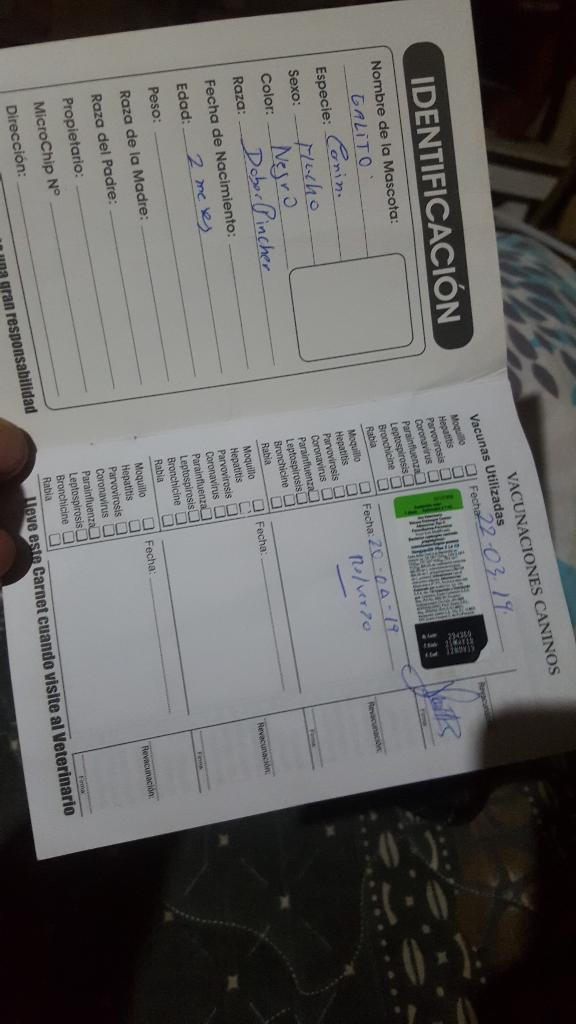 IDENTIFICACIÓN
Nombre de la Mascota:
GALITO.
Especie: Canin.
Sexo: Macho
Color: Negro
Raza: Dober Pincher
Fecha de Nacimiento:
Edad: 2 meses
Peso:
Raza de la Madre:
Raza del Padre:
Propietario:
MicroChip Nº
Dirección:
una gran responsabilidad
VACUNACIONES CANINOS
Vacunas Utilizadas
Fecha: 22.03.19.
Moquillo
Hepatitis
Parvovirosis
Coronavirus
Parainfluenza
Leptospirosis
Bronchicine
Rabia
Firma
Fecha: 20-04-19
Refuerzo
Moquillo
Hepatitis
Parvovirosis
Coronavirus
Parainfluenza
Leptospirosis
Bronchicine
Rabia
Revacunación:
Firma
Fecha:
Moquillo
Hepatitis
Parvovirosis
Coronavirus
Parainfluenza
Leptospirosis
Bronchicine
Rabia
Revacunación:
Firma
Fecha:
Moquillo
Hepatitis
Parvovirosis
Coronavirus
Parainfluenza
Leptospirosis
Bronchicine
Rabia
Revacunación:
Firma
Lleve este Carnet cuando visite al Veterinario